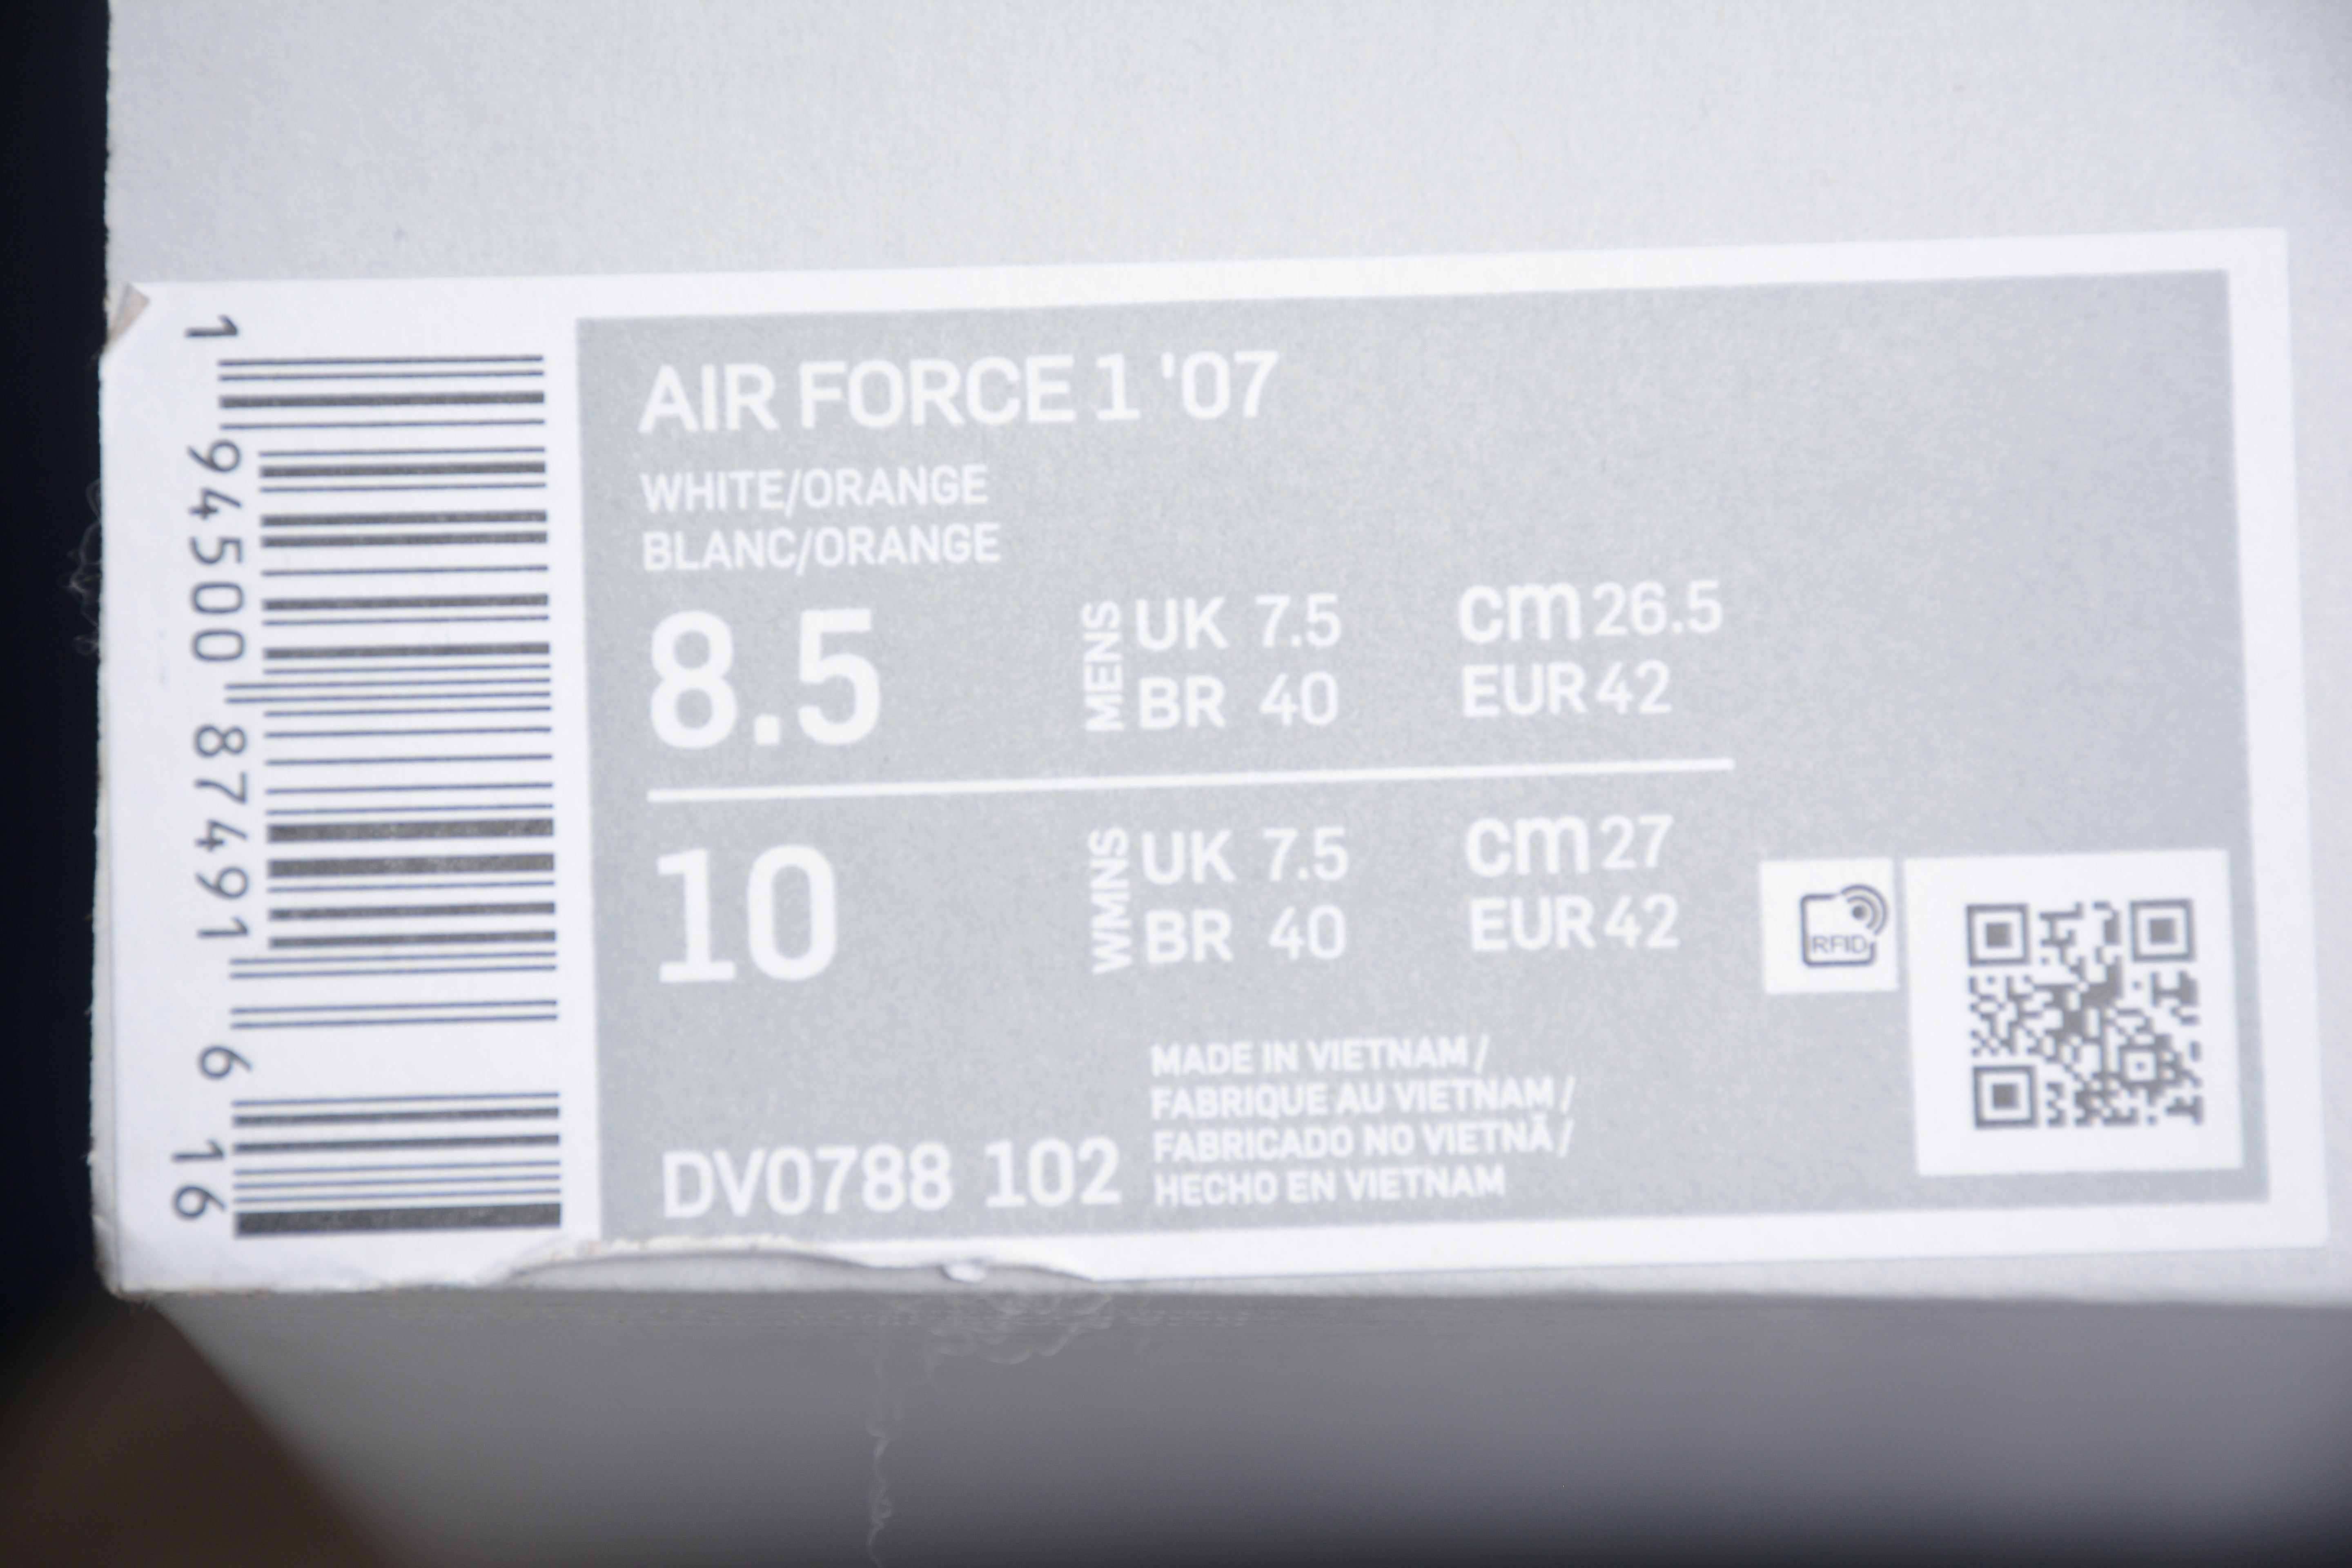 1 94500 87491 6 16
AIR FORCE 1 '07
WHITE/ORANGE
BLANC/ORANGE
8.5
MENS
UK 7.5 cm 26.5
BR 40 EUR 42
10
WMNS
UK 7.5 cm 27
BR 40 EUR 42
RFID
MADE IN VIETNAM /
FABRIQUE AU VIETNAM /
FABRICADO NO VIETNÃ /
HECHO EN VIETNAM
DV0788 102